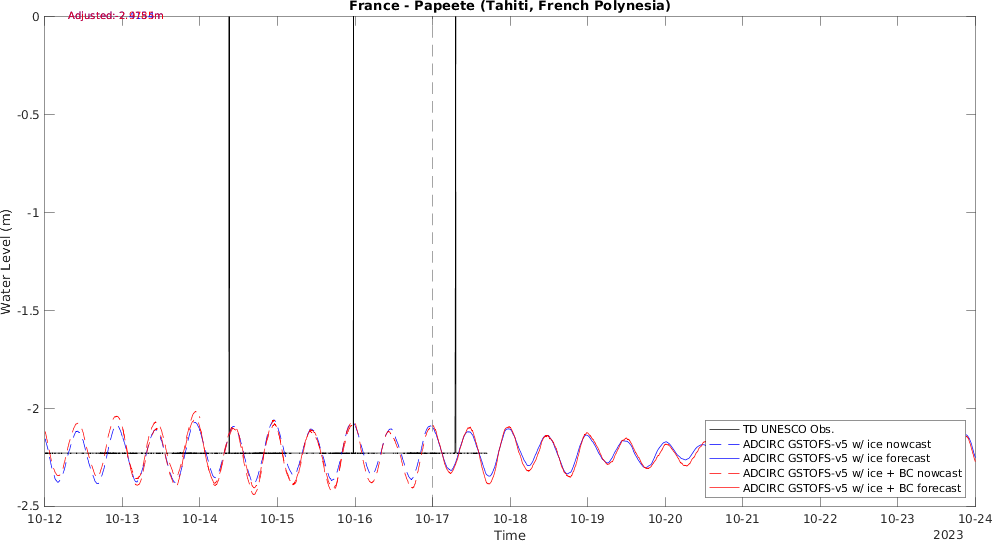 France - Papeete (Tahiti, French Polynesia)
0
-0.5
-1
-1.5
-2
-2.5
Water Level (m)
10-12
10-13
10-14
10-15
10-16
10-17
10-18
10-19
10-20
10-21
10-22
10-23
10-24
2023
Time
Adjusted:
TD UNESCO Obs.
ADCIRC GSTOFS-v5 w/ ice nowcast
ADCIRC GSTOFS-v5 w/ ice forecast
ADCIRC GSTOFS-v5 w/ ice + BC nowcast
ADCIRC GSTOFS-v5 w/ ice + BC forecast